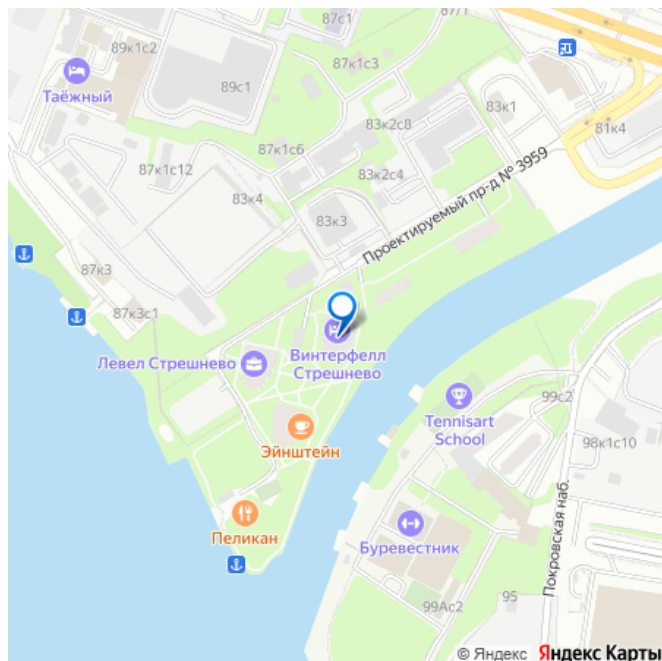 87/1
87с1
89к1с2
87к1с3
89с1
Таёжный
83к1
81к4
83к2с8
87к1с6
87к1с12
83к2с4
Проектируемый пр-д № 3959
83к4
83к3
87к3
87к3с1
Левел Стрешнево
Винтерфелл
Стрешнево
99с2
Tennisart
School
98к1с10
Эйнштейн
Пеликан
Буревестник
Покровская наб.
95
99Ас2
© Яндекс Яндекс Карты